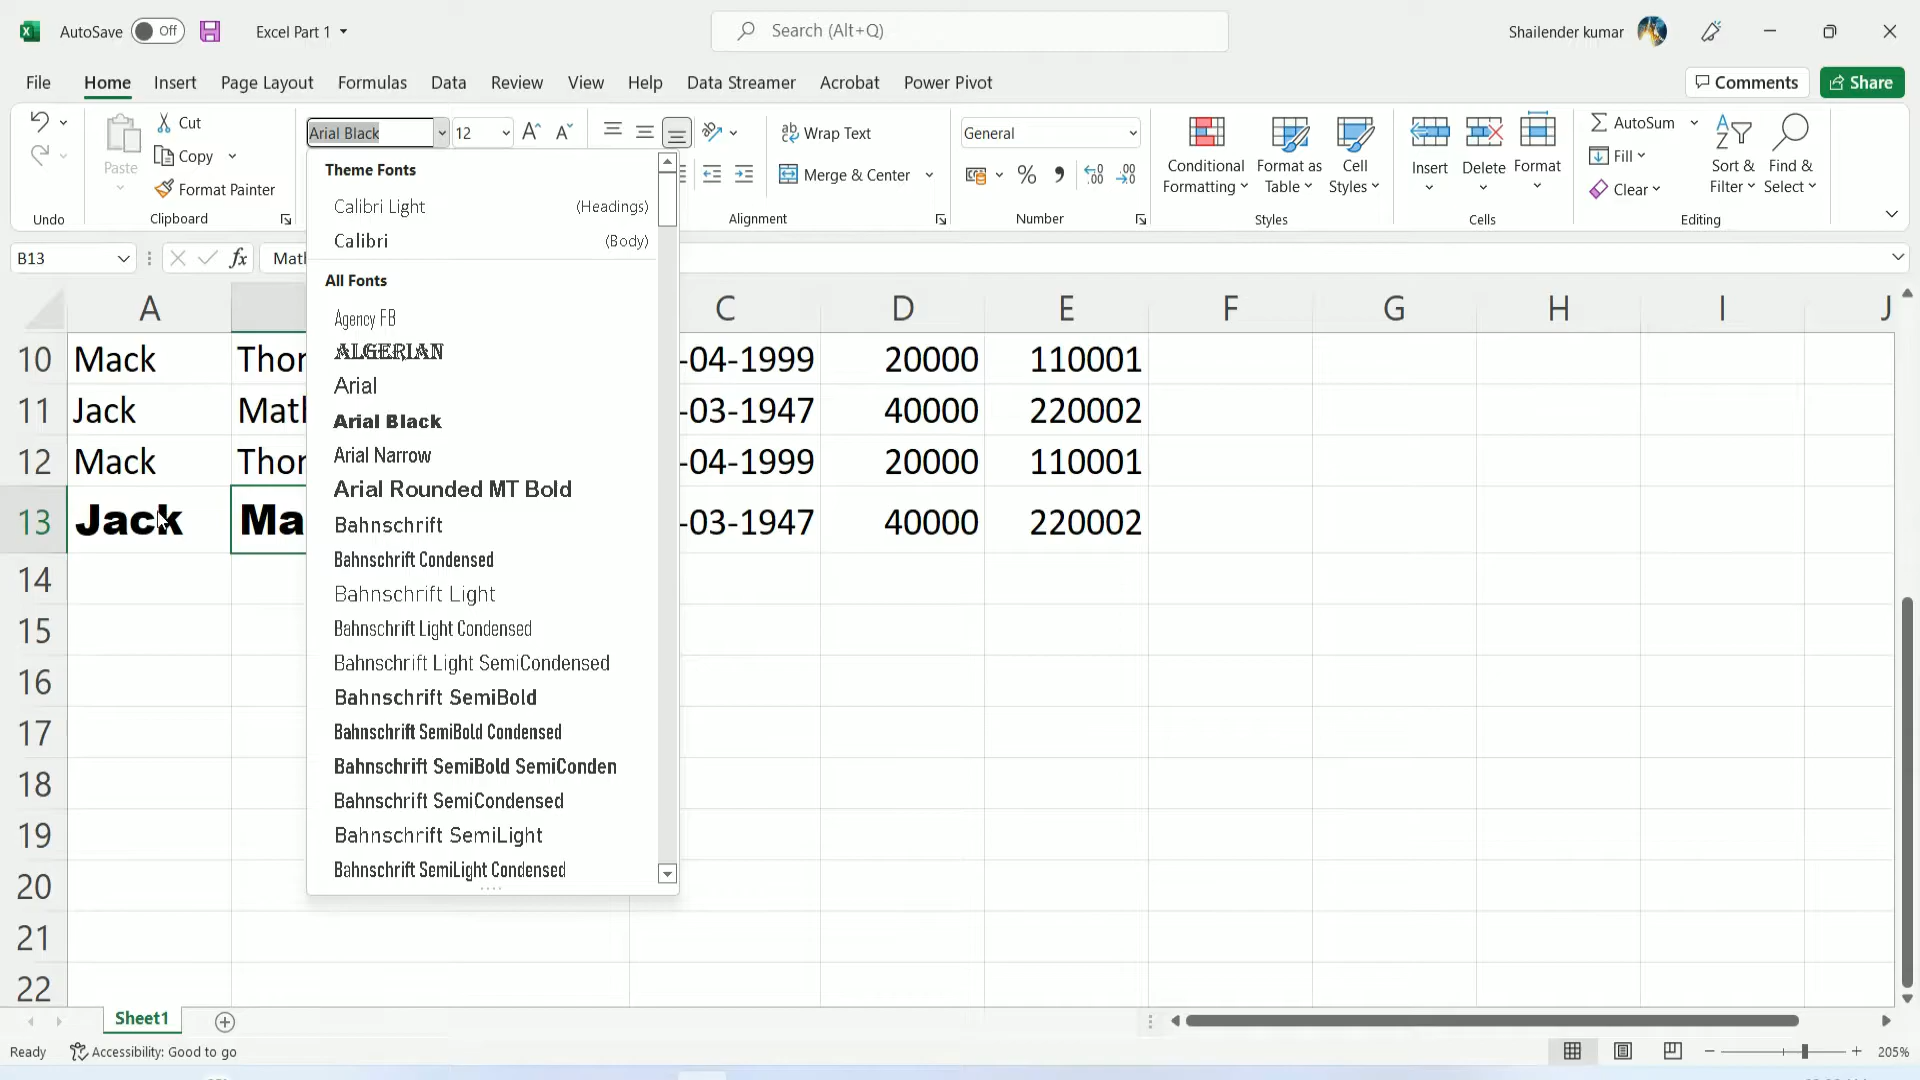 AutoSave Off Excel Part 1 Search (Alt+Q) Shailender kumar
File Home Insert Page Layout Formulas Data Review View Help Data Streamer Acrobat Power Pivot Comments Share
Paste Cut Copy Format Painter
Arial Black 12
Wrap Text
Merge & Center
General
% 
Conditional Formatting
Format as Table
Cell Styles
Insert Delete Format
AutoSum
Fill
Clear
Sort & Filter
Find & Select
Undo Clipboard Alignment Number Styles Cells Editing
B13 fx
Theme Fonts
Calibri Light (Headings)
Calibri (Body)
All Fonts
Agency FB
ALGERIAN
Arial
Arial Black
Arial Narrow
Arial Rounded MT Bold
Bahnschrift
Bahnschrift Condensed
Bahnschrift Light
Bahnschrift Light Condensed
Bahnschrift Light SemiCondensed
Bahnschrift SemiBold
Bahnschrift SemiBold Condensed
Bahnschrift SemiBold SemiConden
Bahnschrift SemiCondensed
Bahnschrift SemiLight
Bahnschrift SemiLight Condensed
A C D E F G H I J
10 Mack Thor -04-1999 20000 110001
11 Jack Mat -03-1947 40000 220002
12 Mack Thor -04-1999 20000 110001
13 Jack Ma -03-1947 40000 220002
14
15
16
17
18
19
20
21
22
Sheet1
Ready Accessibility: Good to go 205%